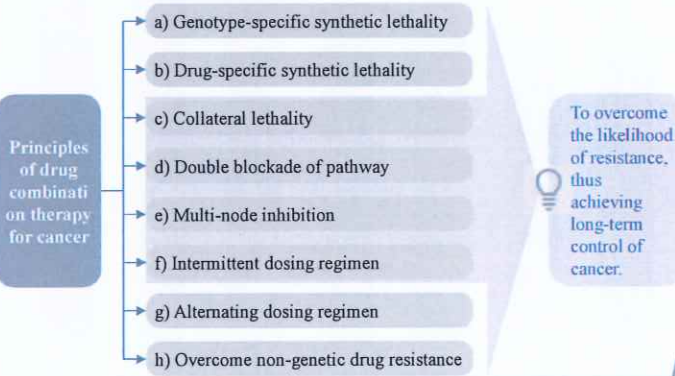 Principles
of drug
combinati
on therapy
for cancer
a) Genotype-specific synthetic lethality
b) Drug-specific synthetic lethality
c) Collateral lethality
d) Double blockade of pathway
e) Multi-node inhibition
f) Intermittent dosing regimen
g) Alternating dosing regimen
h) Overcome non-genetic drug resistance
To overcome
the likelihood
of resistance,
thus
achieving
long-term
control of
cancer.